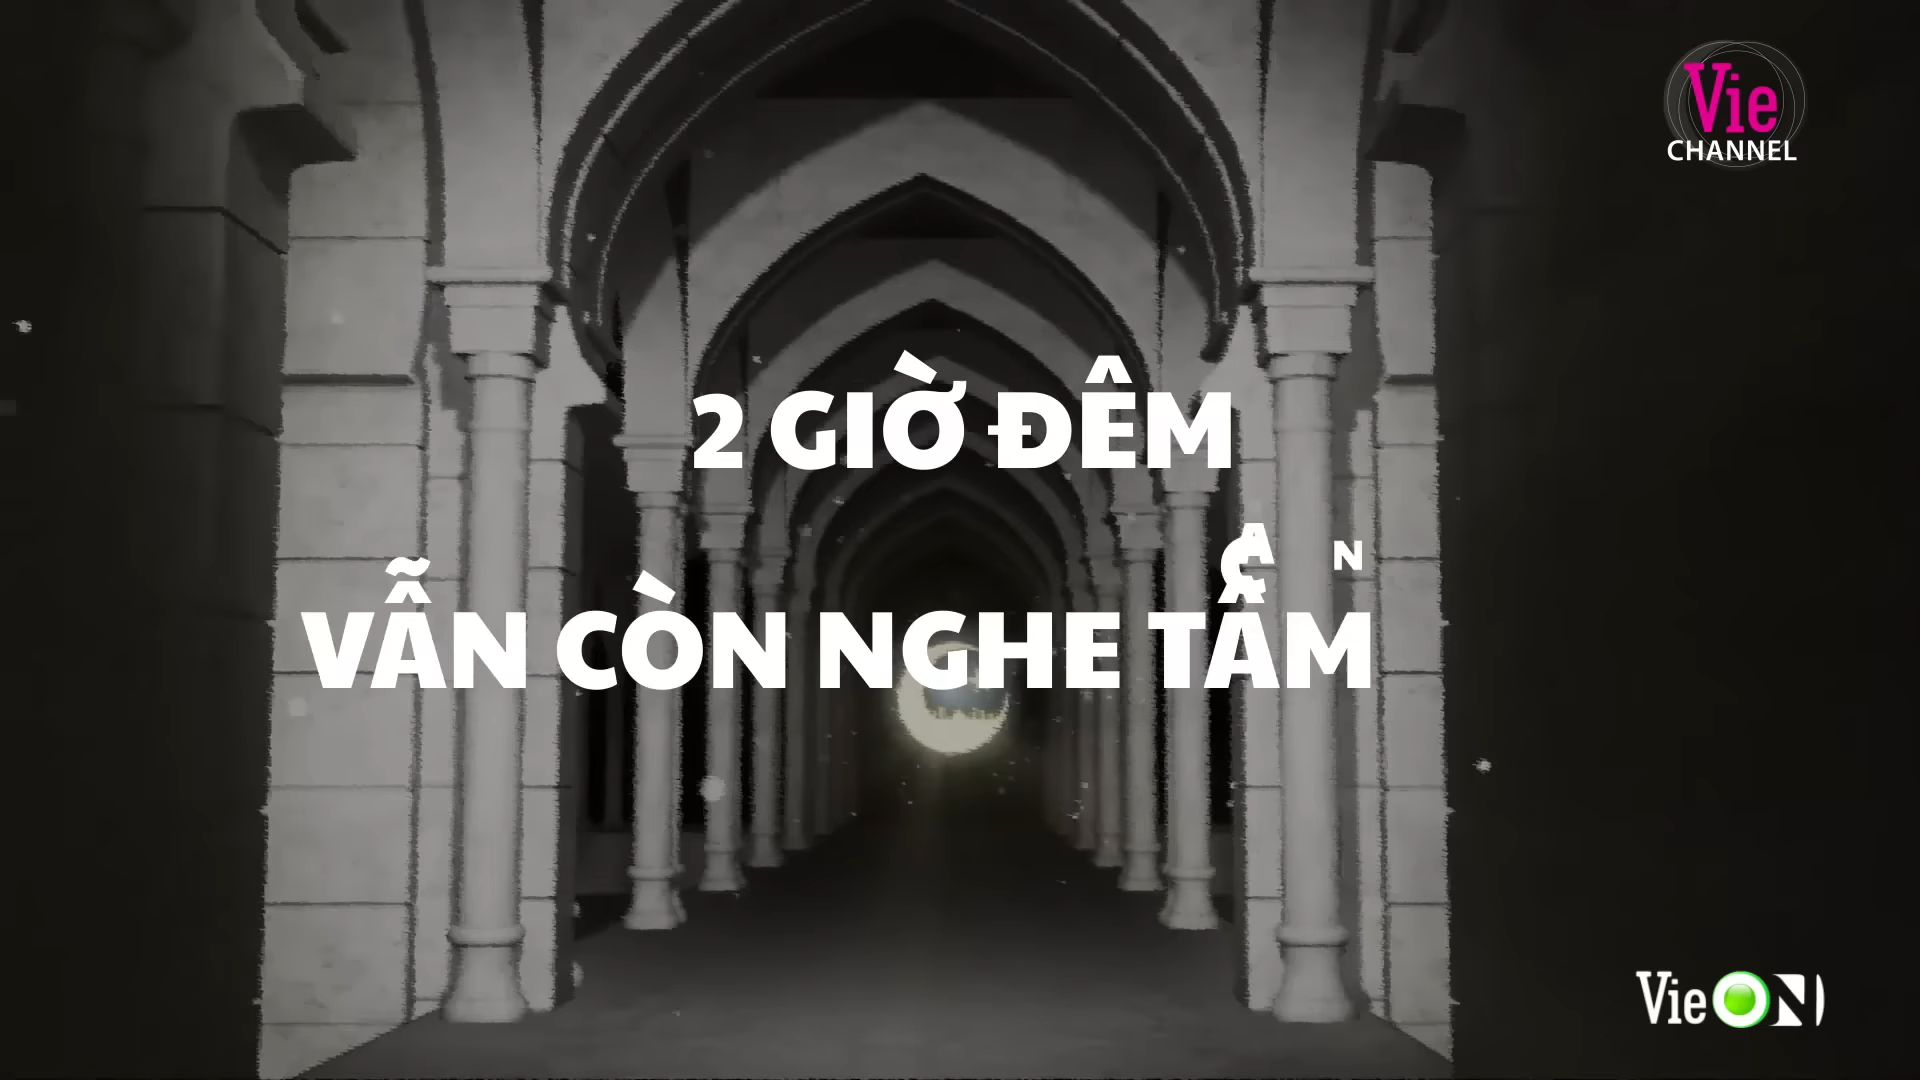 Vie
CHANNEL
2 GIỜ ĐÊM
VẪN CÒN NGHE TẤM
VieON